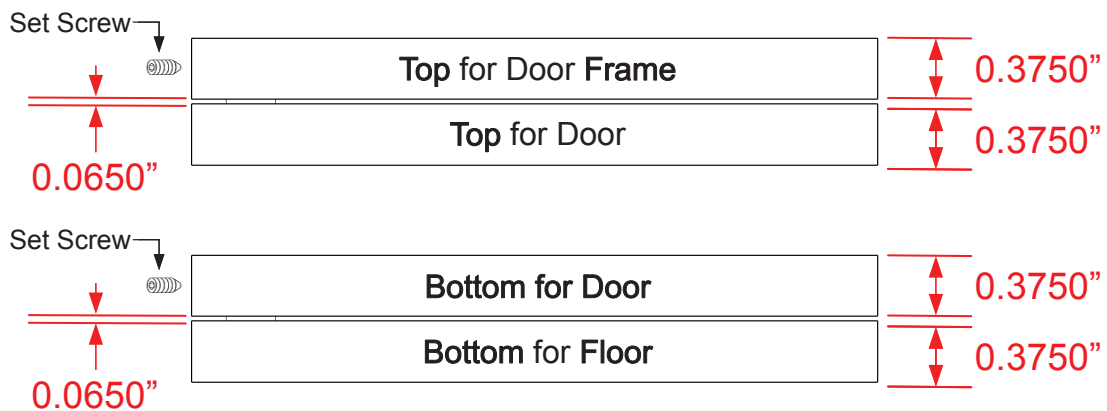 Set Screw
Top for Door Frame
0.3750”
Top for Door
0.3750”
0.0650”
Set Screw
Bottom for Door
0.3750”
Bottom for Floor
0.3750”
0.0650”